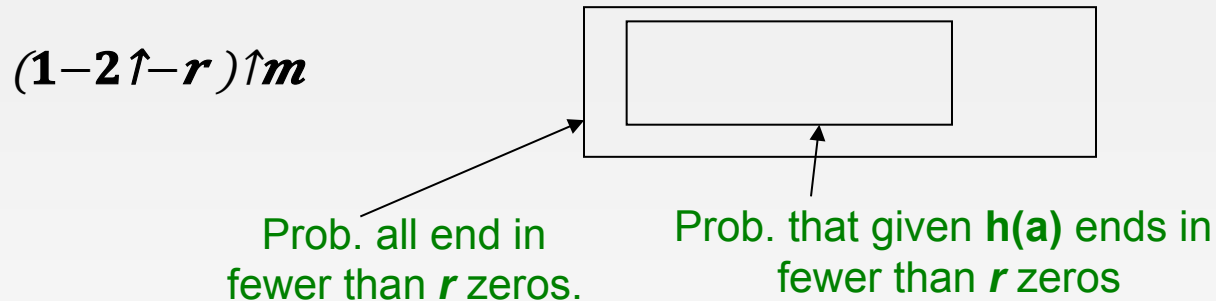 (1−2↑−r )↑m
Prob. all end in
fewer than r zeros.
Prob. that given h(a) ends in
fewer than r zeros